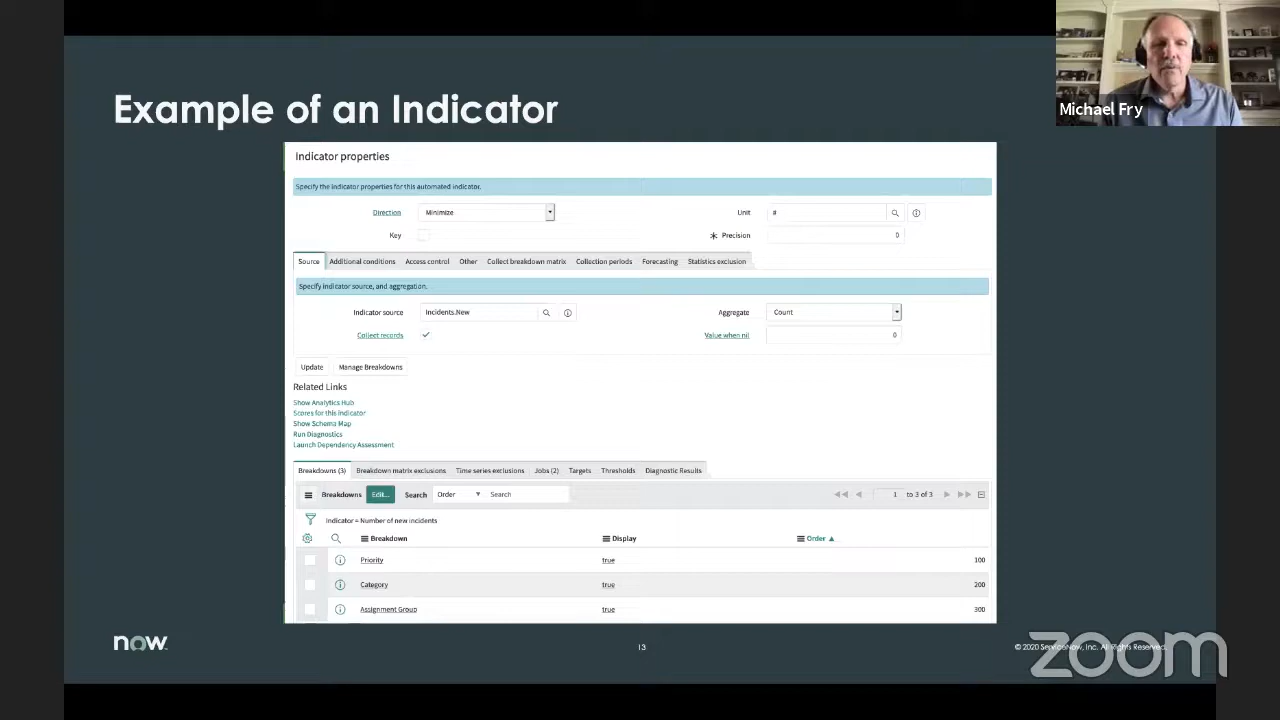 Michael Fry
Example of an Indicator
Indicator properties
Specify the indicator properties for this automated indicator.
Direction Minimize Unit #
Key Precision 0
Source Additional conditions Access control Other Collect breakdown matrix Collection periods Forecasting Statistics exclusion
Specify indicator source, and aggregation.
Indicator source Incidents.New Aggregate Count
Collect records Value when nil 0
Update Manage Breakdowns
Related Links
Show Analytics Hub
Scores for this indicator
Show Schema Map
Run Diagnostics
Launch Dependency Assessment
Breakdowns (3) Breakdown matrix exclusions Time series exclusions Jobs (2) Targets Thresholds Diagnostic Results
Breakdowns Edit... Search Order Search 1 to 3 of 3
Indicator = Number of new incidents
Breakdown Display Order
Priority true 100
Category true 200
Assignment Group true 300
now
13
© 2020 ServiceNow, Inc. All Rights Reserved.
zoom